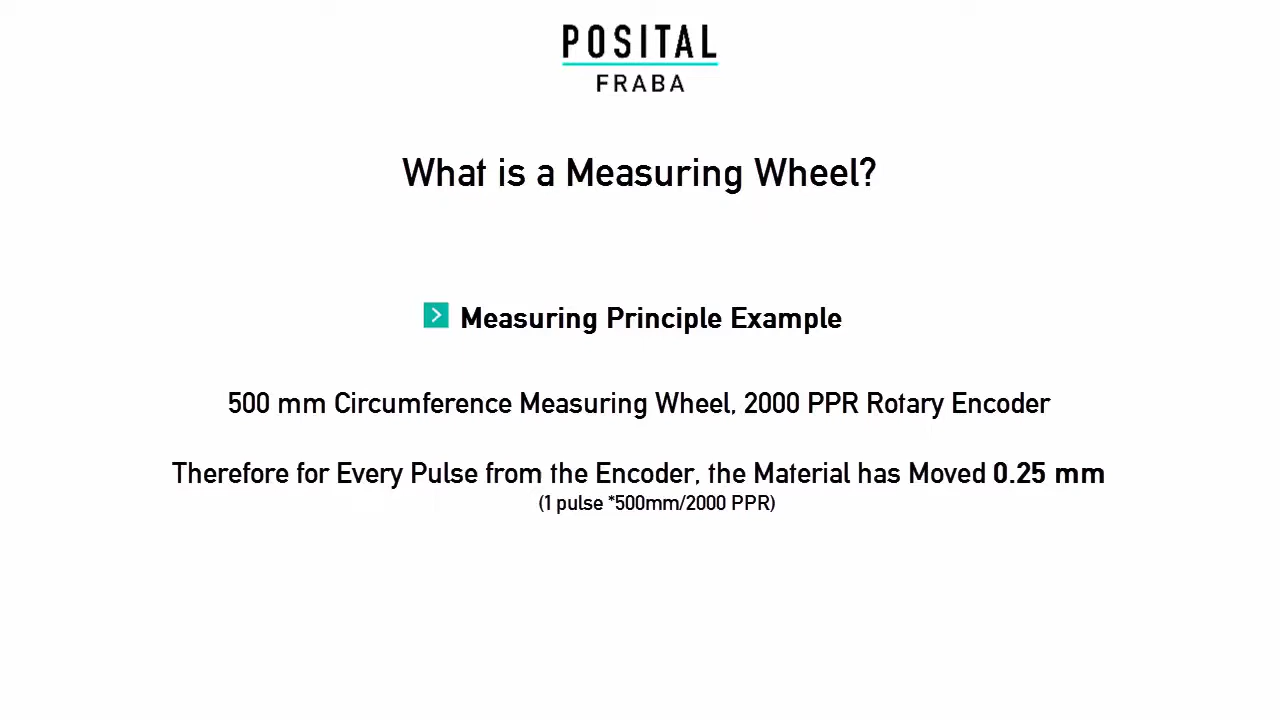 POSITAL
FRABA
What is a Measuring Wheel?
Measuring Principle Example
500 mm Circumference Measuring Wheel, 2000 PPR Rotary Encoder
Therefore for Every Pulse from the Encoder, the Material has Moved 0.25 mm
(1 pulse *500mm/2000 PPR)